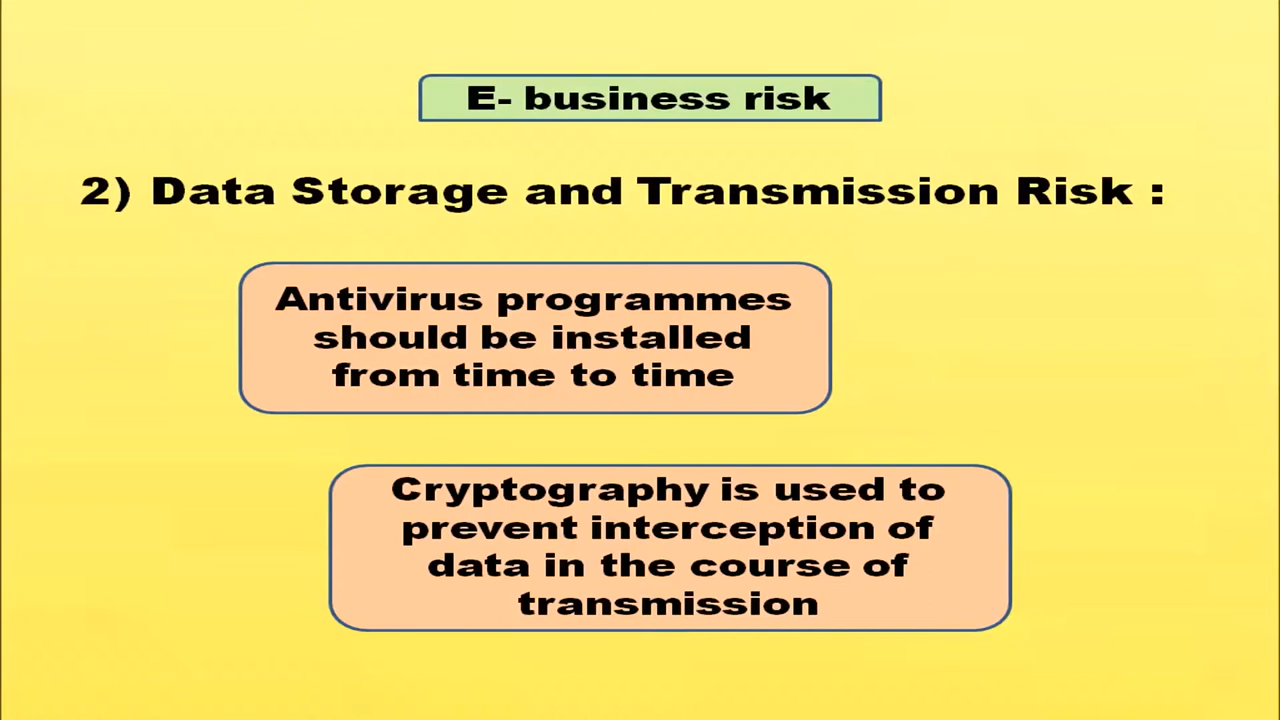 E- business risk
2) Data Storage and Transmission Risk :
Antivirus programmes
should be installed
from time to time
Cryptography is used to
prevent interception of
data in the course of
transmission